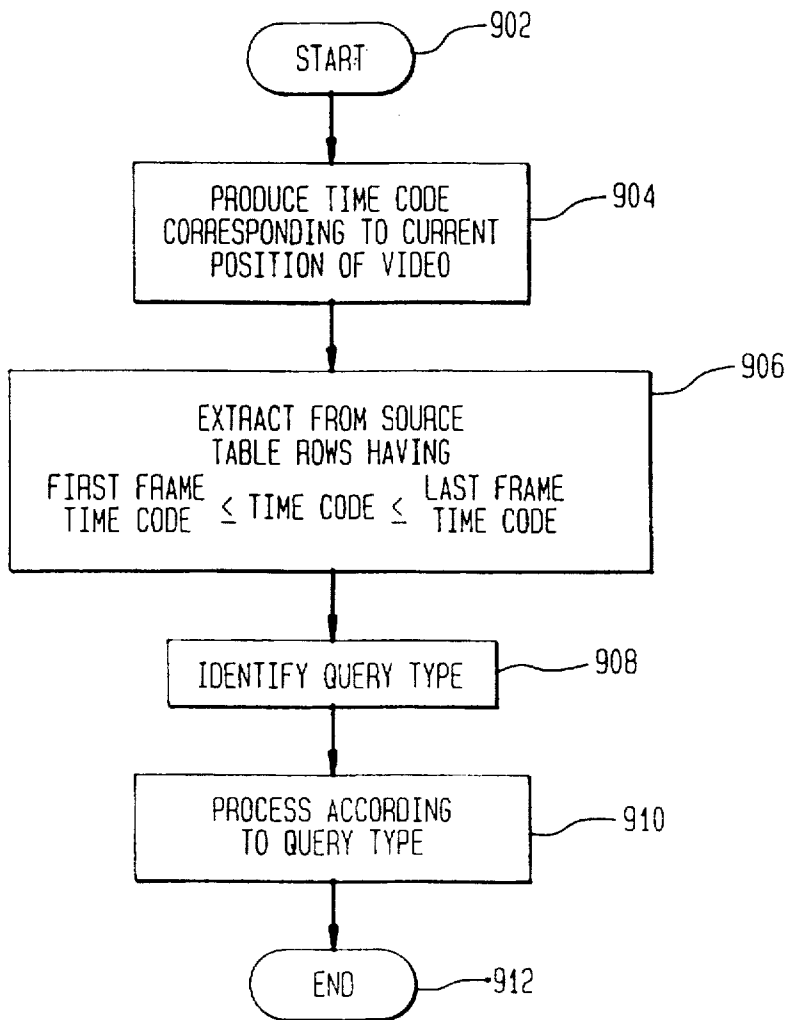 START
902
PRODUCE TIME CODE
CORRESPONDING TO CURRENT
POSITION OF VIDEO
904
906
EXTRACT FROM SOURCE
TABLE ROWS HAVING
FIRST FRAME TIME CODE ≤ TIME CODE ≤ LAST FRAME TIME CODE
IDENTIFY QUERY TYPE
908
PROCESS ACCORDING
TO QUERY TYPE
910
END
912